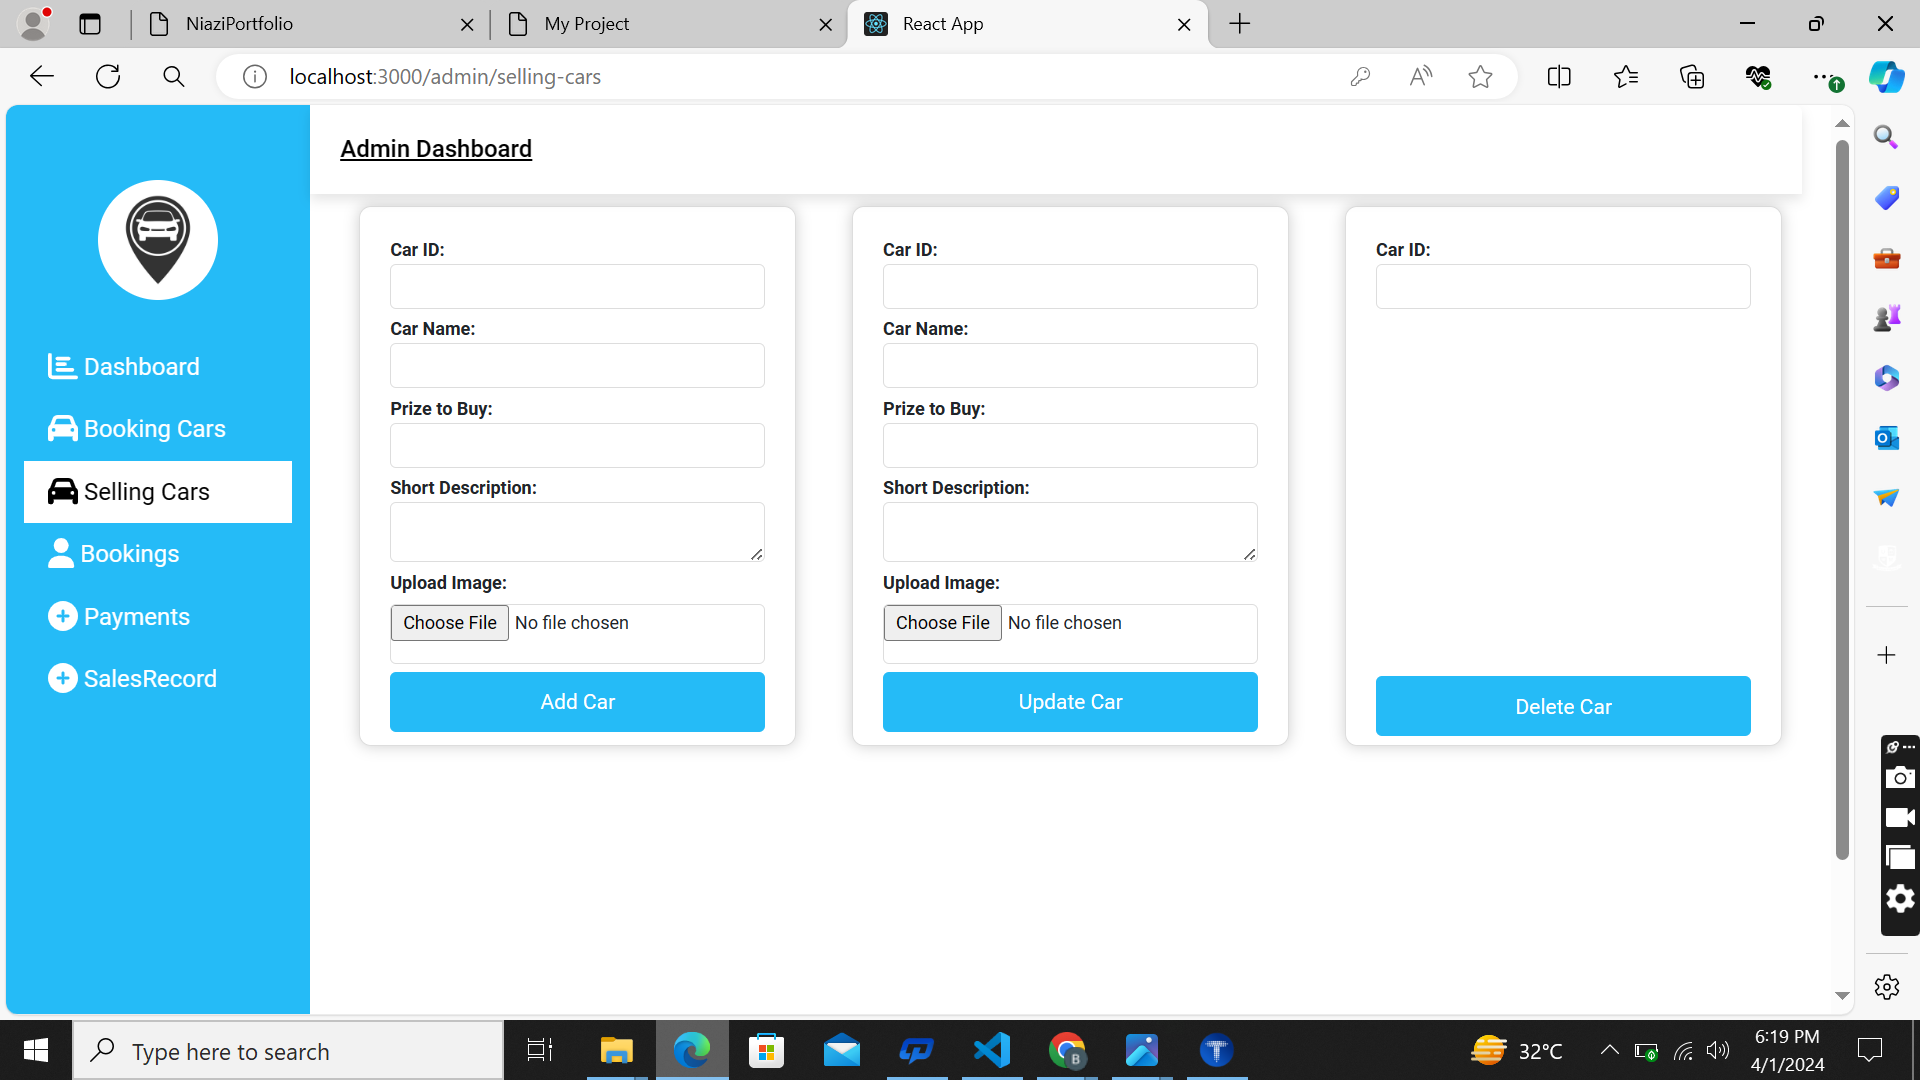 NiaziPortfolio
My Project
React App
localhost:3000/admin/selling-cars
Admin Dashboard
Dashboard
Booking Cars
Selling Cars
Bookings
Payments
SalesRecord
Car ID:
Car Name:
Prize to Buy:
Short Description:
Upload Image:
Choose File No file chosen
Add Car
Car ID:
Car Name:
Prize to Buy:
Short Description:
Upload Image:
Choose File No file chosen
Update Car
Car ID:
Delete Car
Type here to search
32°C
6:19 PM
4/1/2024